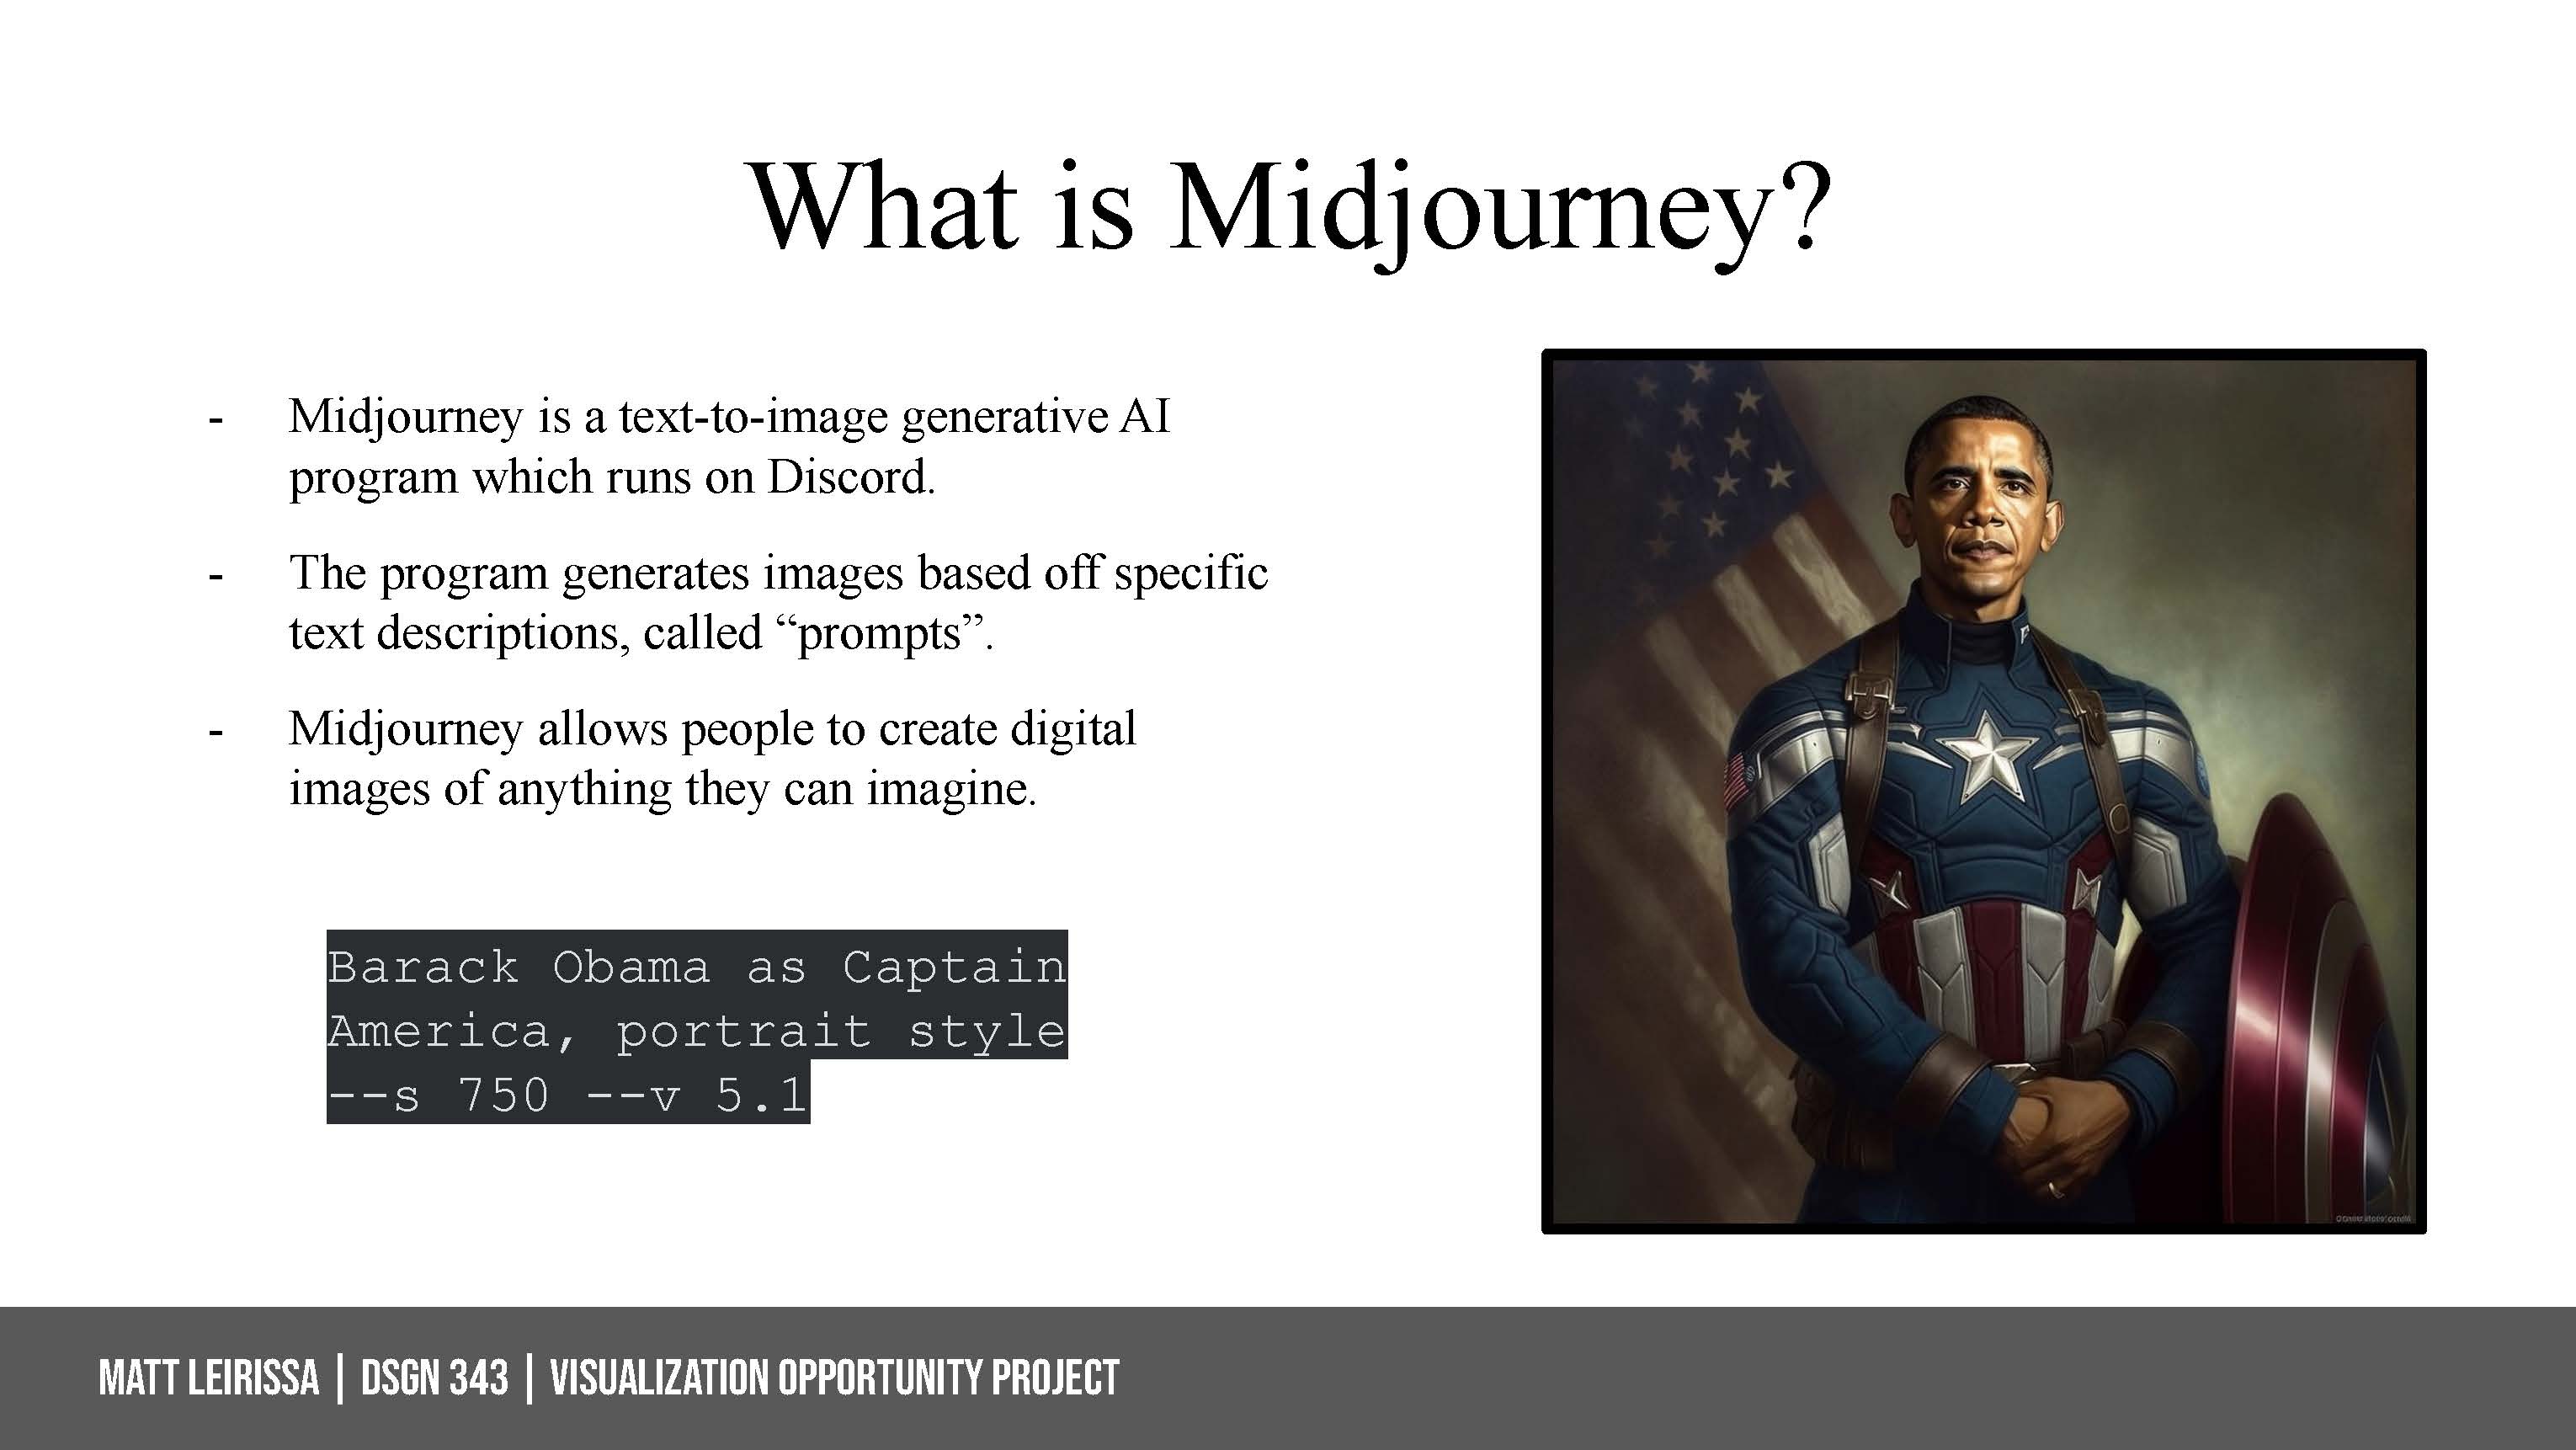 What is Midjourney?
- Midjourney is a text-to-image generative AI
program which runs on Discord.
- The program generates images based off specific
text descriptions, called “prompts”.
- Midjourney allows people to create digital
images of anything they can imagine.
Barack Obama as Captain
America, portrait style
--s 750 --v 5.1
MATT LEIRISSA | DSGN 343 | VISUALIZATION OPPORTUNITY PROJECT